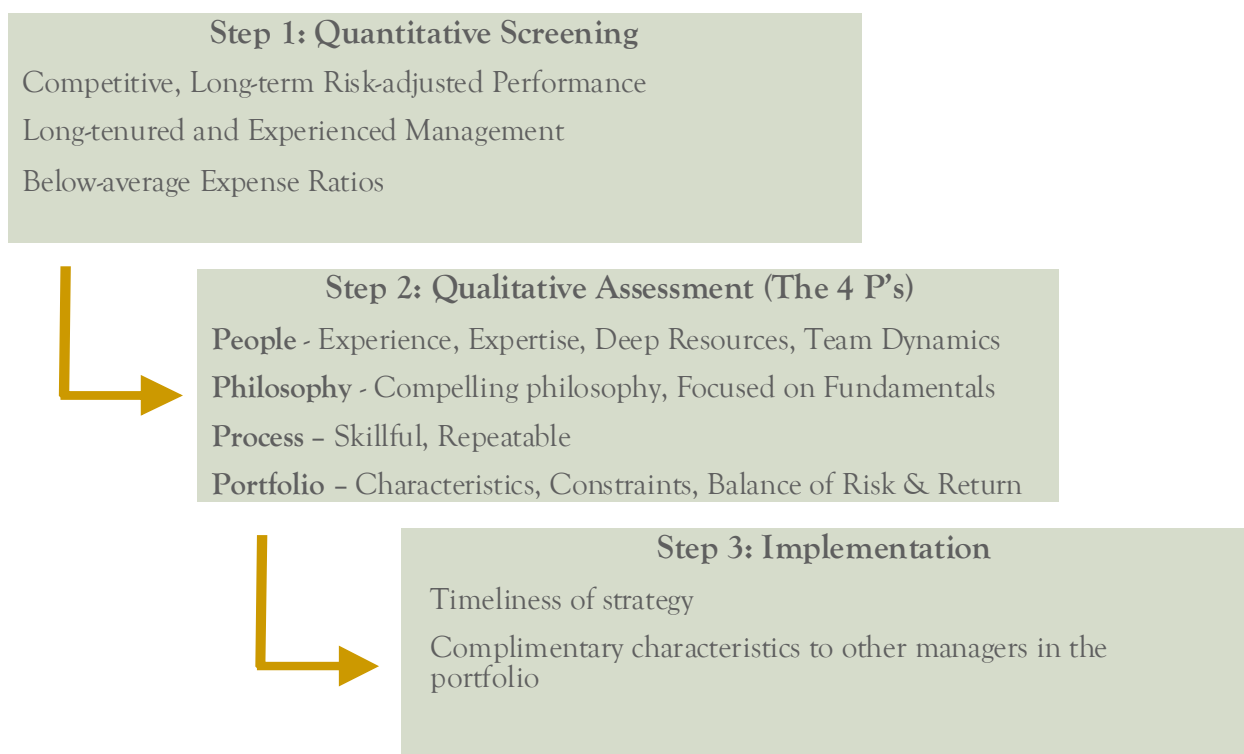 Step 1: Quantitative Screening
Competitive, Long-term Risk-adjusted Performance
Long-tenured and Experienced Management
Below-average Expense Ratios
Step 2: Qualitative Assessment (The 4 P’s)
People - Experience, Expertise, Deep Resources, Team Dynamics
Philosophy - Compelling philosophy, Focused on Fundamentals
Process – Skillful, Repeatable
Portfolio – Characteristics, Constraints, Balance of Risk & Return
Step 3: Implementation
Timeliness of strategy
Complimentary characteristics to other managers in the
portfolio